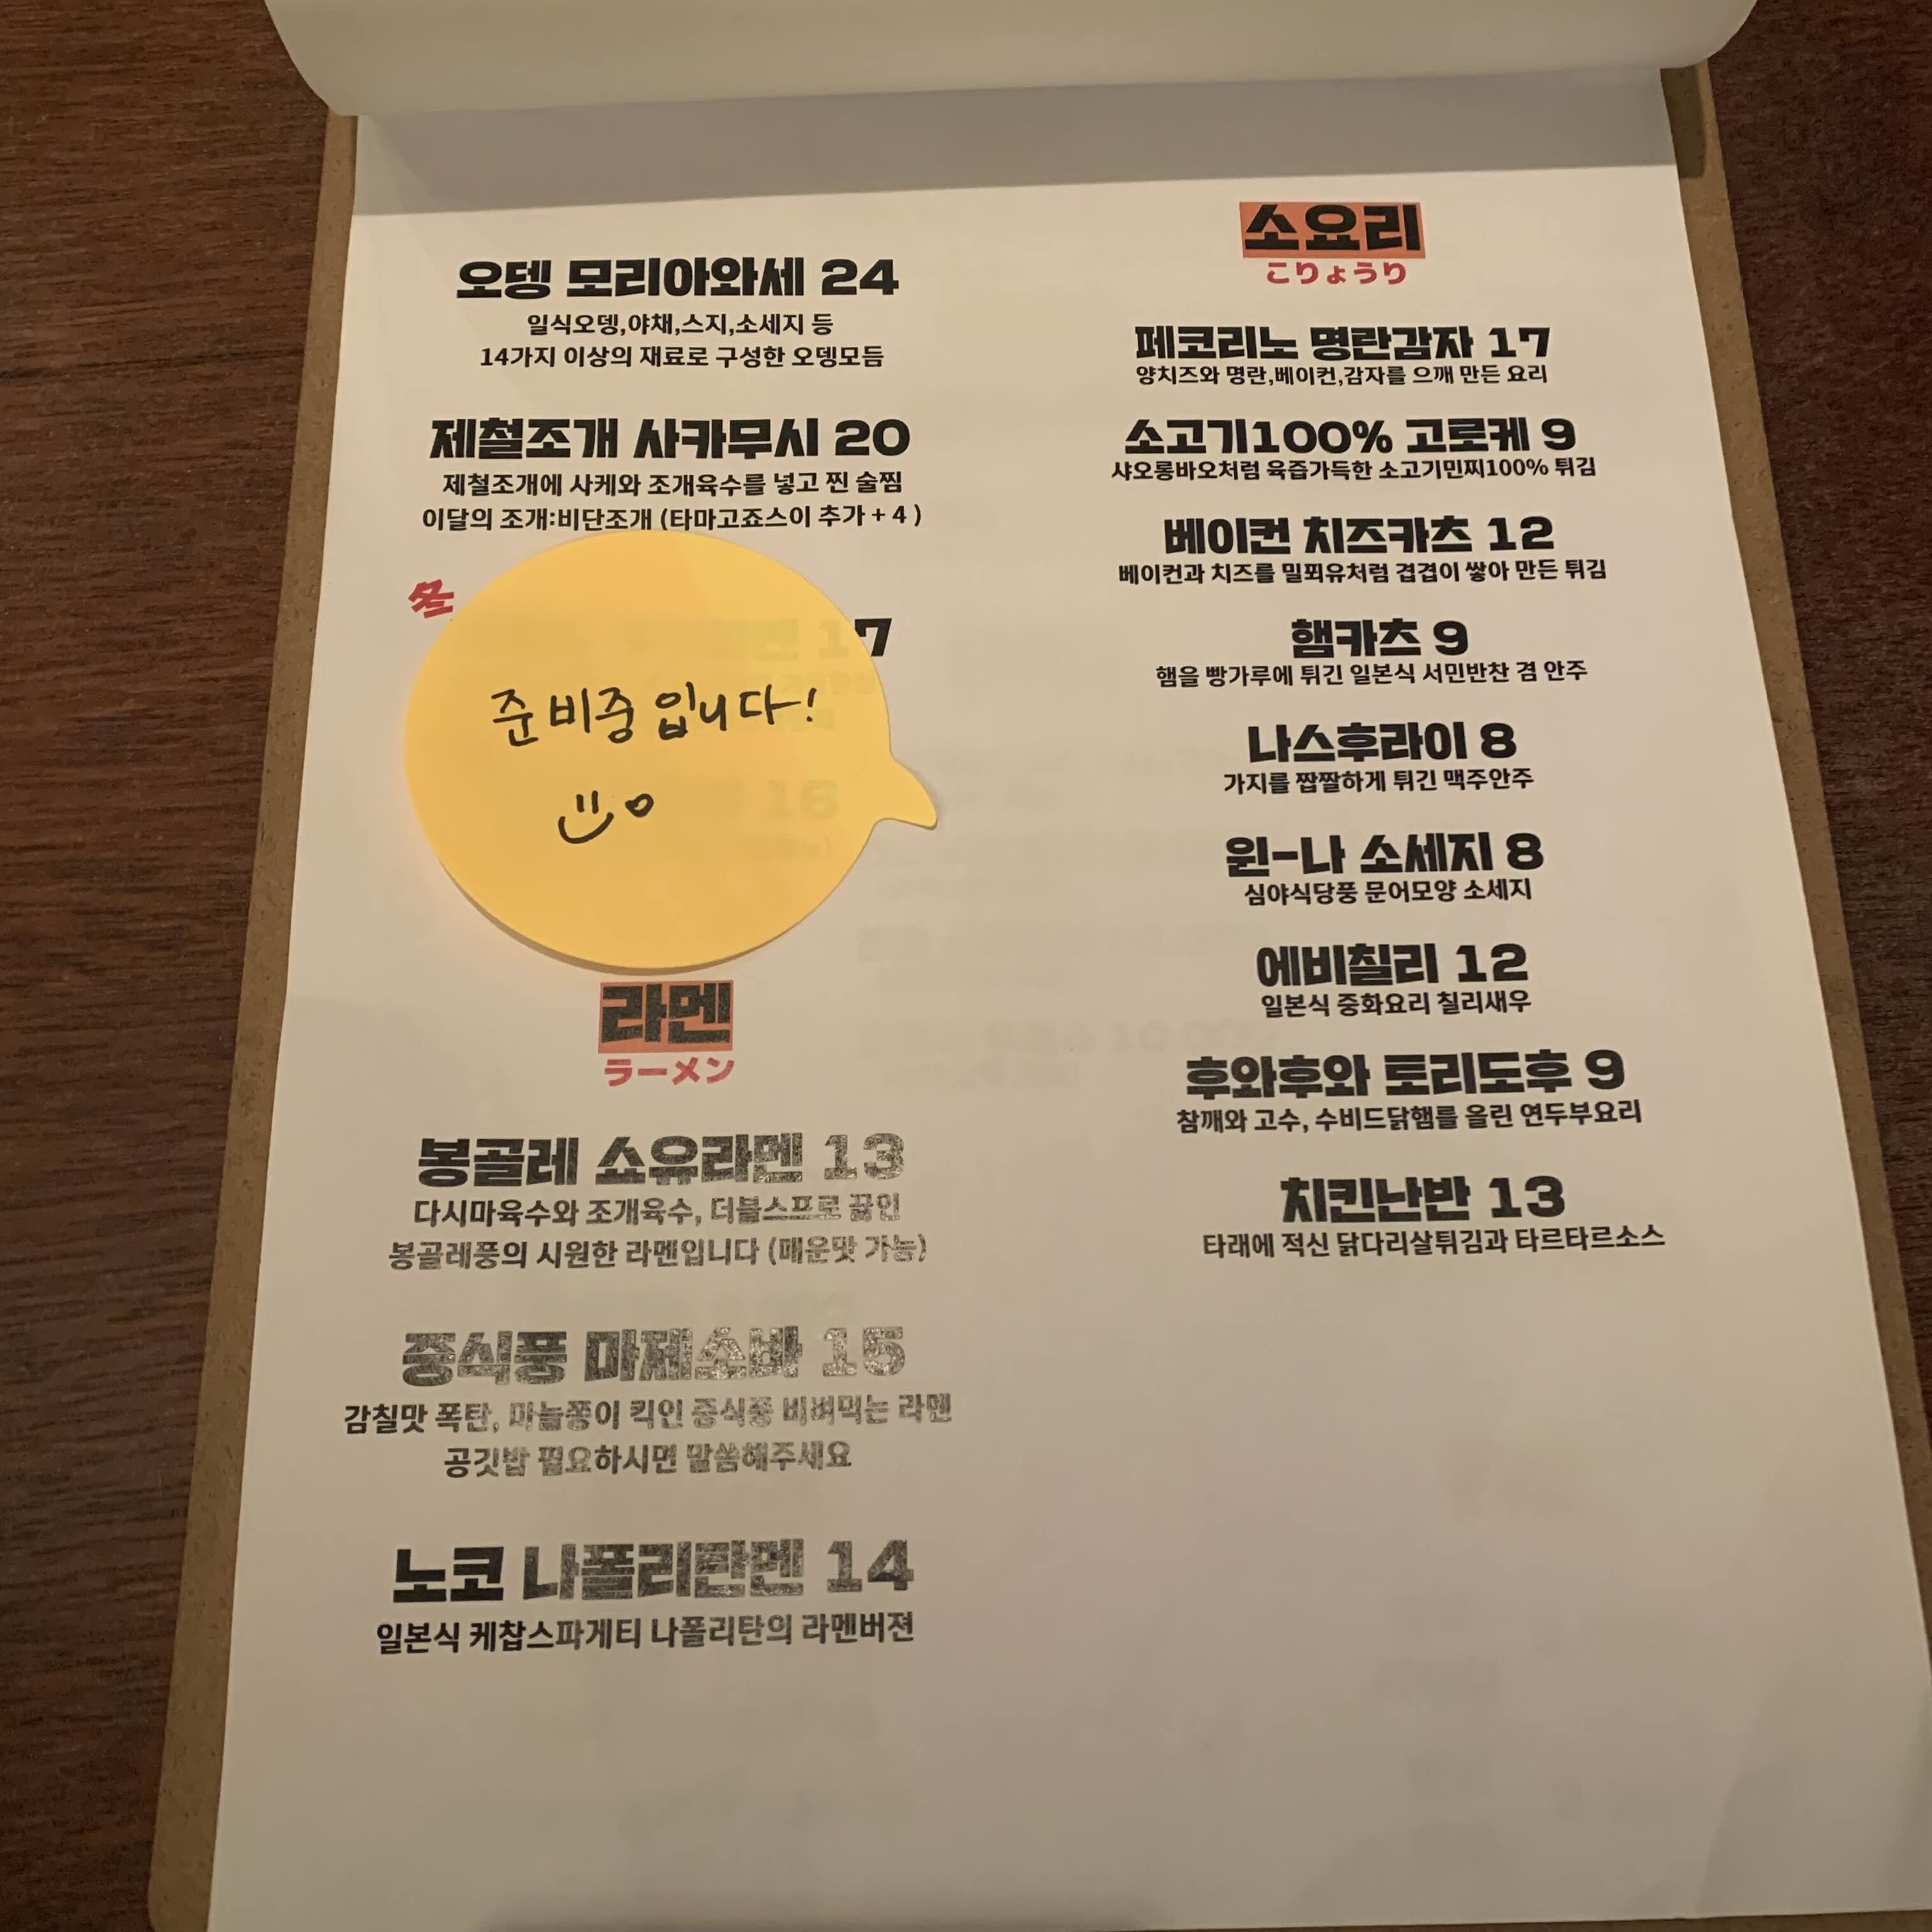 오뎅 모리아와세 24
일식오뎅,야채,스지,소세지 등
14가지 이상의 재료로 구성한 오뎅모듬
제철조개 사카무시 20
제철조개에 사케와 조개육수를 넣고 찐 술찜
이달의 조개:비단조개 (타마고죠스이 추가 + 4 )
冬
17
준비중입니다!
16
라멘
ラーメン
봉골레 쇼유라멘 13
다시마육수와 조개육수, 더블스프로 끓인
봉골레풍의 시원한 라멘입니다 (매운맛 가능)
중식풍 마제소바 15
감칠맛 폭탄, 마늘쫑이 킥인 중식풍 비벼먹는 라멘
공깃밥 필요하시면 말씀해주세요
노코 나폴리탄멘 14
일본식 케찹스파게티 나폴리탄의 라멘버젼
소요리
こりょうり
페코리노 명란감자 17
양치즈와 명란,베이컨,감자를 으깨 만든 요리
소고기100% 고로케 9
샤오롱바오처럼 육즙가득한 소고기민찌100% 튀김
베이컨 치즈카츠 12
베이컨과 치즈를 밀푀유처럼 겹겹이 쌓아 만든 튀김
햄카츠 9
햄을 빵가루에 튀긴 일본식 서민반찬 겸 안주
나스후라이 8
가지를 짭짤하게 튀긴 맥주안주
윈-나 소세지 8
심야식당풍 문어모양 소세지
에비칠리 12
일본식 중화요리 칠리새우
후와후와 토리도후 9
참깨와 고수, 수비드닭햄를 올린 연두부요리
치킨난반 13
타래에 적신 닭다리살튀김과 타르타르소스